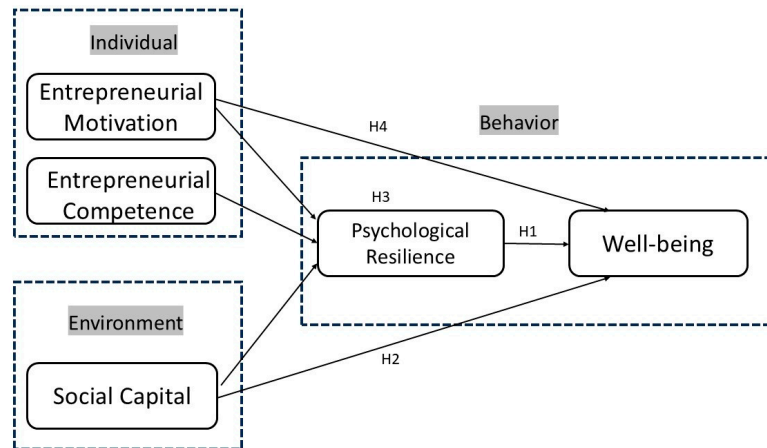 Individual
Entrepreneurial
Motivation
Entrepreneurial
Competence
H4
Behavior
H3
Psychological
Resilience
H1
Well-being
Environment
Social Capital
H2